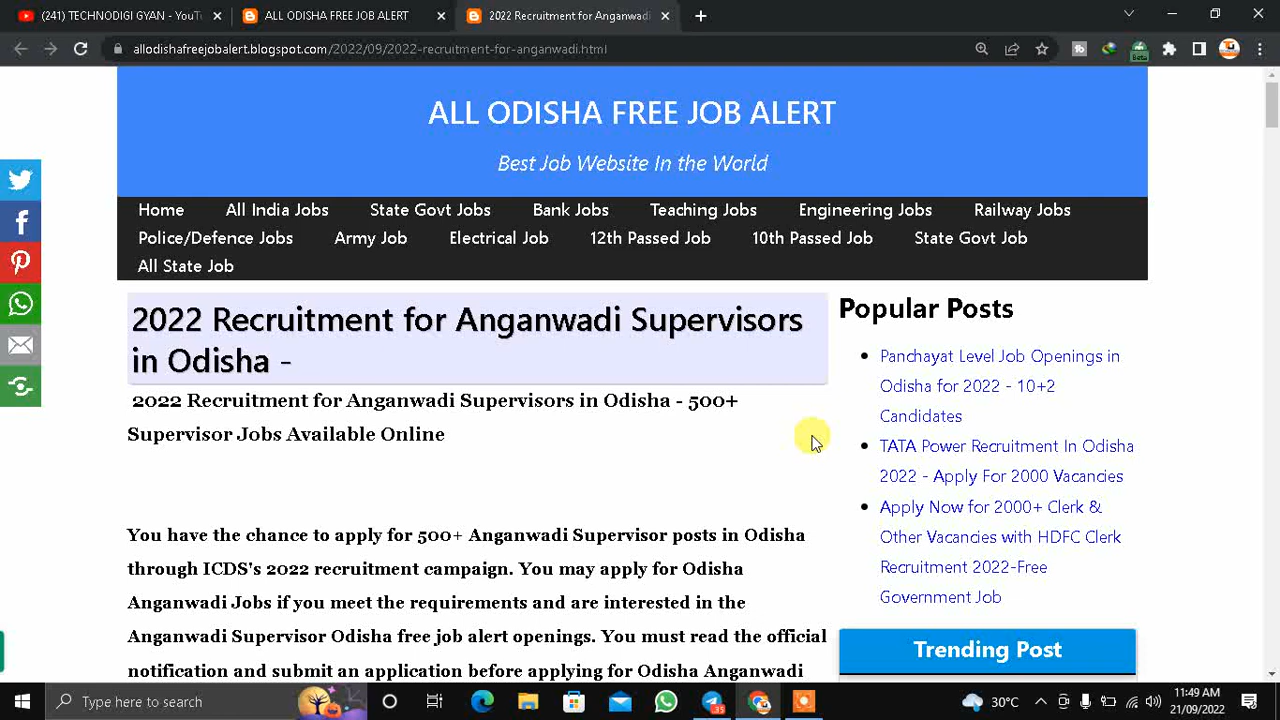 (241) TECHNODIGI GYAN - YouTu
ALL ODISHA FREE JOB ALERT
2022 Recruitment for Anganwadi
allodishafreejobalert.blogspot.com/2022/09/2022-recruitment-for-anganwadi.html
ALL ODISHA FREE JOB ALERT
Best Job Website In the World
Home All India Jobs State Govt Jobs Bank Jobs Teaching Jobs Engineering Jobs Railway Jobs
Police/Defence Jobs Army Job Electrical Job 12th Passed Job 10th Passed Job State Govt Job
All State Job
2022 Recruitment for Anganwadi Supervisors
in Odisha -
2022 Recruitment for Anganwadi Supervisors in Odisha - 500+
Supervisor Jobs Available Online
You have the chance to apply for 500+ Anganwadi Supervisor posts in Odisha
through ICDS's 2022 recruitment campaign. You may apply for Odisha
Anganwadi Jobs if you meet the requirements and are interested in the
Anganwadi Supervisor Odisha free job alert openings. You must read the official
notification and submit an application before applying for Odisha Anganwadi
Popular Posts
Panchayat Level Job Openings in
Odisha for 2022 - 10+2
Candidates
TATA Power Recruitment In Odisha
2022 - Apply For 2000 Vacancies
Apply Now for 2000+ Clerk &
Other Vacancies with HDFC Clerk
Recruitment 2022-Free
Government Job
Trending Post
Type here to search
30°C
11:49 AM
21/09/2022